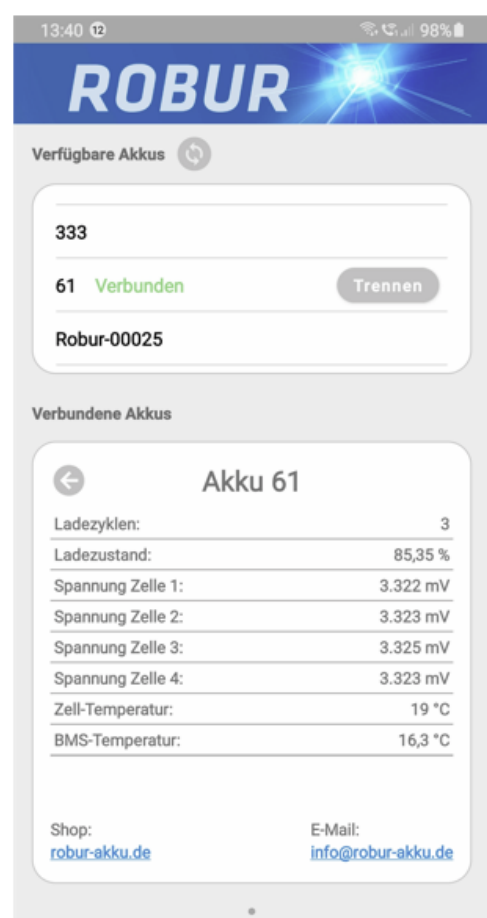 13:40 12 98%
ROBUR
Verfügbare Akkus
333
61 Verbunden Trennen
Robur-00025
Verbundene Akkus
Akku 61
Ladezyklen: 3
Ladezustand: 85,35 %
Spannung Zelle 1: 3.322 mV
Spannung Zelle 2: 3.323 mV
Spannung Zelle 3: 3.325 mV
Spannung Zelle 4: 3.323 mV
Zell-Temperatur: 19 °C
BMS-Temperatur: 16,3 °C
Shop: E-Mail:
robur-akku.de info@robur-akku.de